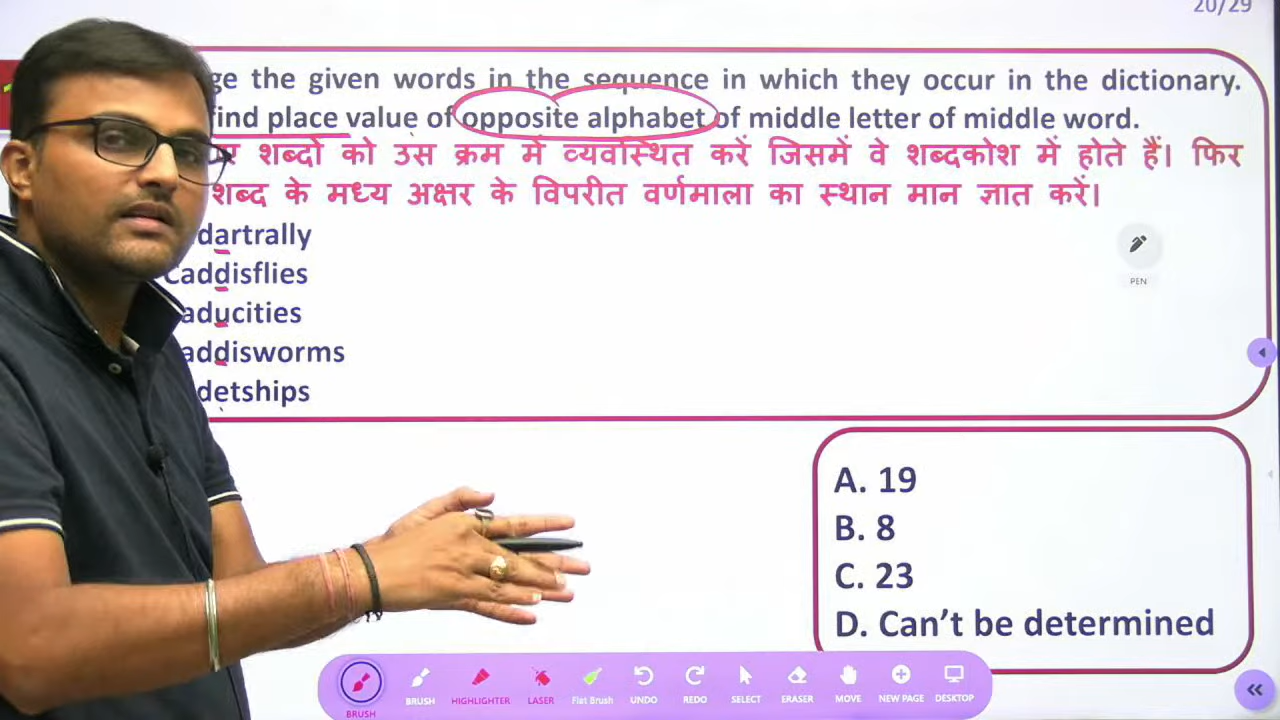 20/29
the given words in the sequence in which they occur in the dictionary.
find place value of opposite alphabet of middle letter of middle word.
शब्दो को उस क्रम में व्यवस्थित करें जिसमें वे शब्दकोश में होते हैं। फिर
शब्द के मध्य अक्षर के विपरीत वर्णमाला का स्थान मान ज्ञात करें।
dartrally
Caddisflies
aducities
addisworms
detships
PEN
A. 19
B. 8
C. 23
D. Can't be determined
BRUSH BRUSH HIGHLIGHTER LASER Flat Brush UNDO REDO SELECT ERASER MOVE NEW PAGE DESKTOP